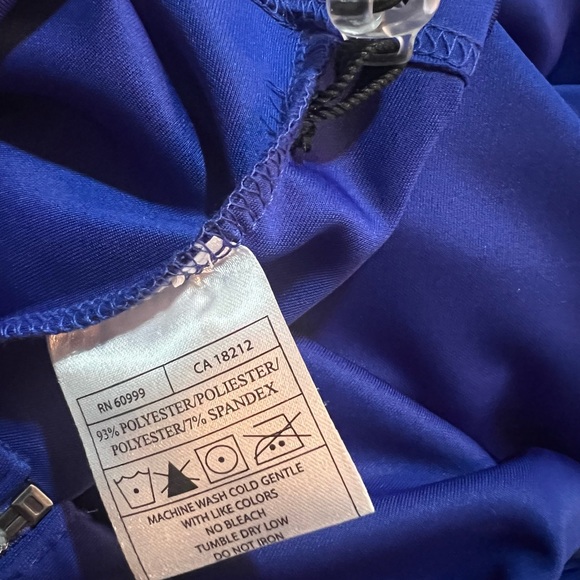 RN 60999 CA 18212
93% POLYESTER/POLIESTER/
POLYESTER/7% SPANDEX
MACHINE WASH COLD GENTLE
WITH LIKE COLORS
NO BLEACH
TUMBLE DRY LOW
DO NOT IRON